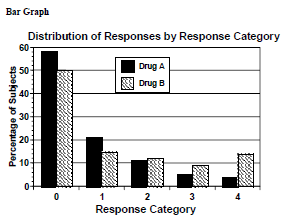 Bar Graph
Distribution of Responses by Response Category
Percentage of Subjects
60
50
40
30
20
10
0
Drug A
Drug B
0 1 2 3 4
Response Category